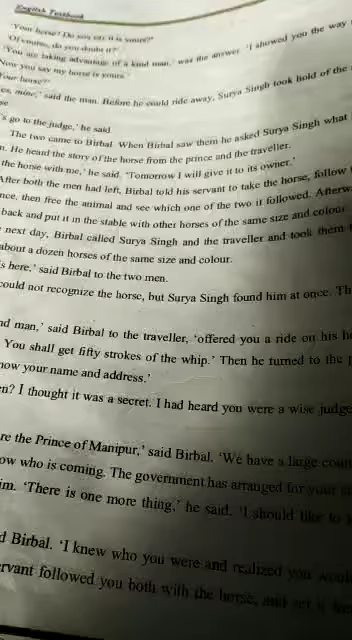 English Textbook
'Your horse? Do you say it is yours?'
'Of course, do you doubt it?'
'You are taking advantage of a kind man,' was the answer. 'I showed you the way
Now you say my horse is yours.'
Your horse?'
es, mine,' said the man. Before he could ride away, Surya Singh took hold of the
se.
's go to the judge,' he said.
The two came to Birbal. When Birbal saw them he asked Surya Singh what
n. He heard the story of the horse from the prince and the traveller.
the horse with me,' he said. 'Tomorrow I will give it to its owner.'
After both the men had left, Birbal told his servant to take the horse, follow
nce, then free the animal and see which one of the two it followed. Afterw
back and put it in the stable with other horses of the same size and colour.
next day, Birbal called Surya Singh and the traveller and took them
about a dozen horses of the same size and colour.
s here,' said Birbal to the two men.
could not recognize the horse, but Surya Singh found him at once. Th
nd man,' said Birbal to the traveller, 'offered you a ride on his h
You shall get fifty strokes of the whip.' Then he turned to the
now your name and address.'
n? I thought it was a secret. I had heard you were a wise judge
re the Prince of Manipur,' said Birbal. 'We have a large
ow who is coming. The government has arranged for your
im. 'There is one more thing,' he said. 'I should like to
d Birbal. 'I knew who you were and realized you
rvant followed you both with the horse, and set it